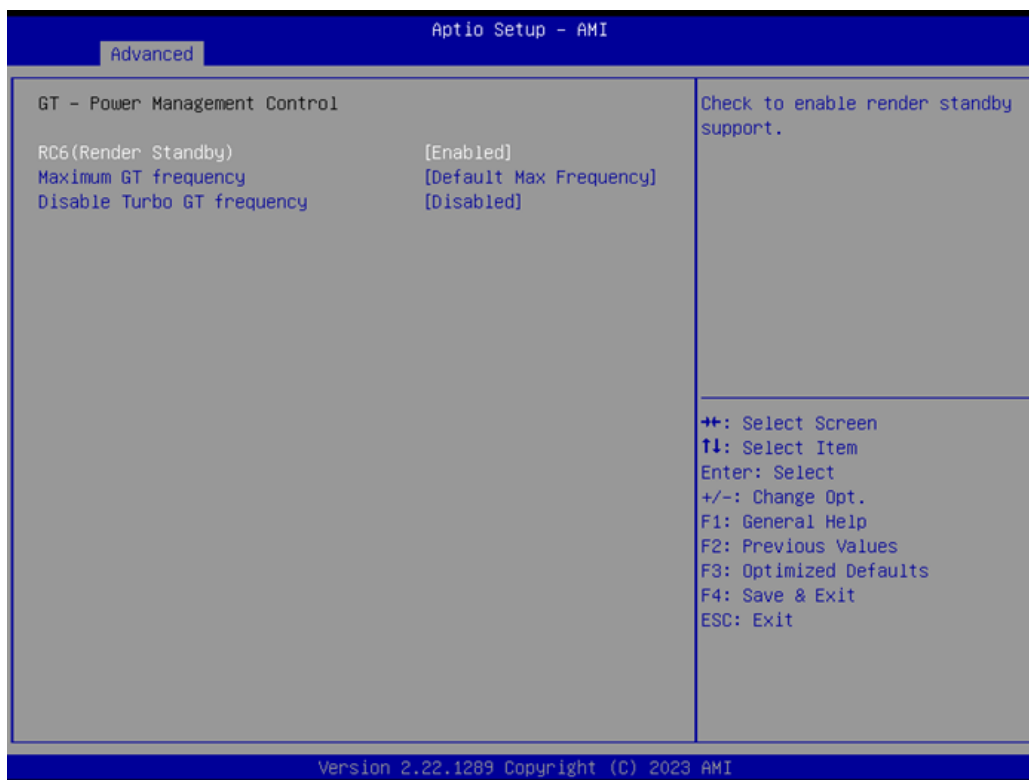 Aptio Setup – AMI
Advanced
GT – Power Management Control
RC6(Render Standby) [Enabled]
Maximum GT frequency [Default Max Frequency]
Disable Turbo GT frequency [Disabled]
Check to enable render standby
support.
→←: Select Screen
↑↓: Select Item
Enter: Select
+/-: Change Opt.
F1: General Help
F2: Previous Values
F3: Optimized Defaults
F4: Save & Exit
ESC: Exit
Version 2.22.1289 Copyright (C) 2023 AMI